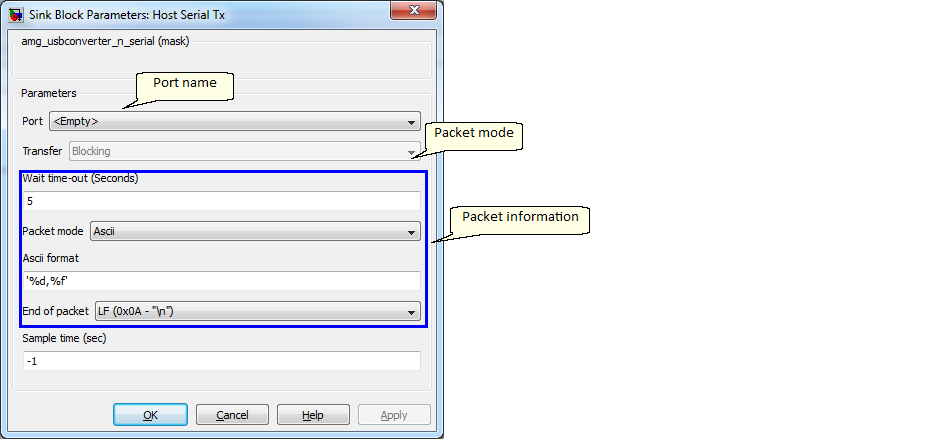 Sink Block Parameters: Host Serial Tx
amg_usbconverter_n_serial (mask)
Port name
Parameters
Port <Empty>
Packet mode
Transfer Blocking
Wait time-out (Seconds)
5
Packet information
Packet mode Ascii
Ascii format
'%d,%f'
End of packet LF (0x0A - "\n")
Sample time (sec)
-1
OK Cancel Help Apply